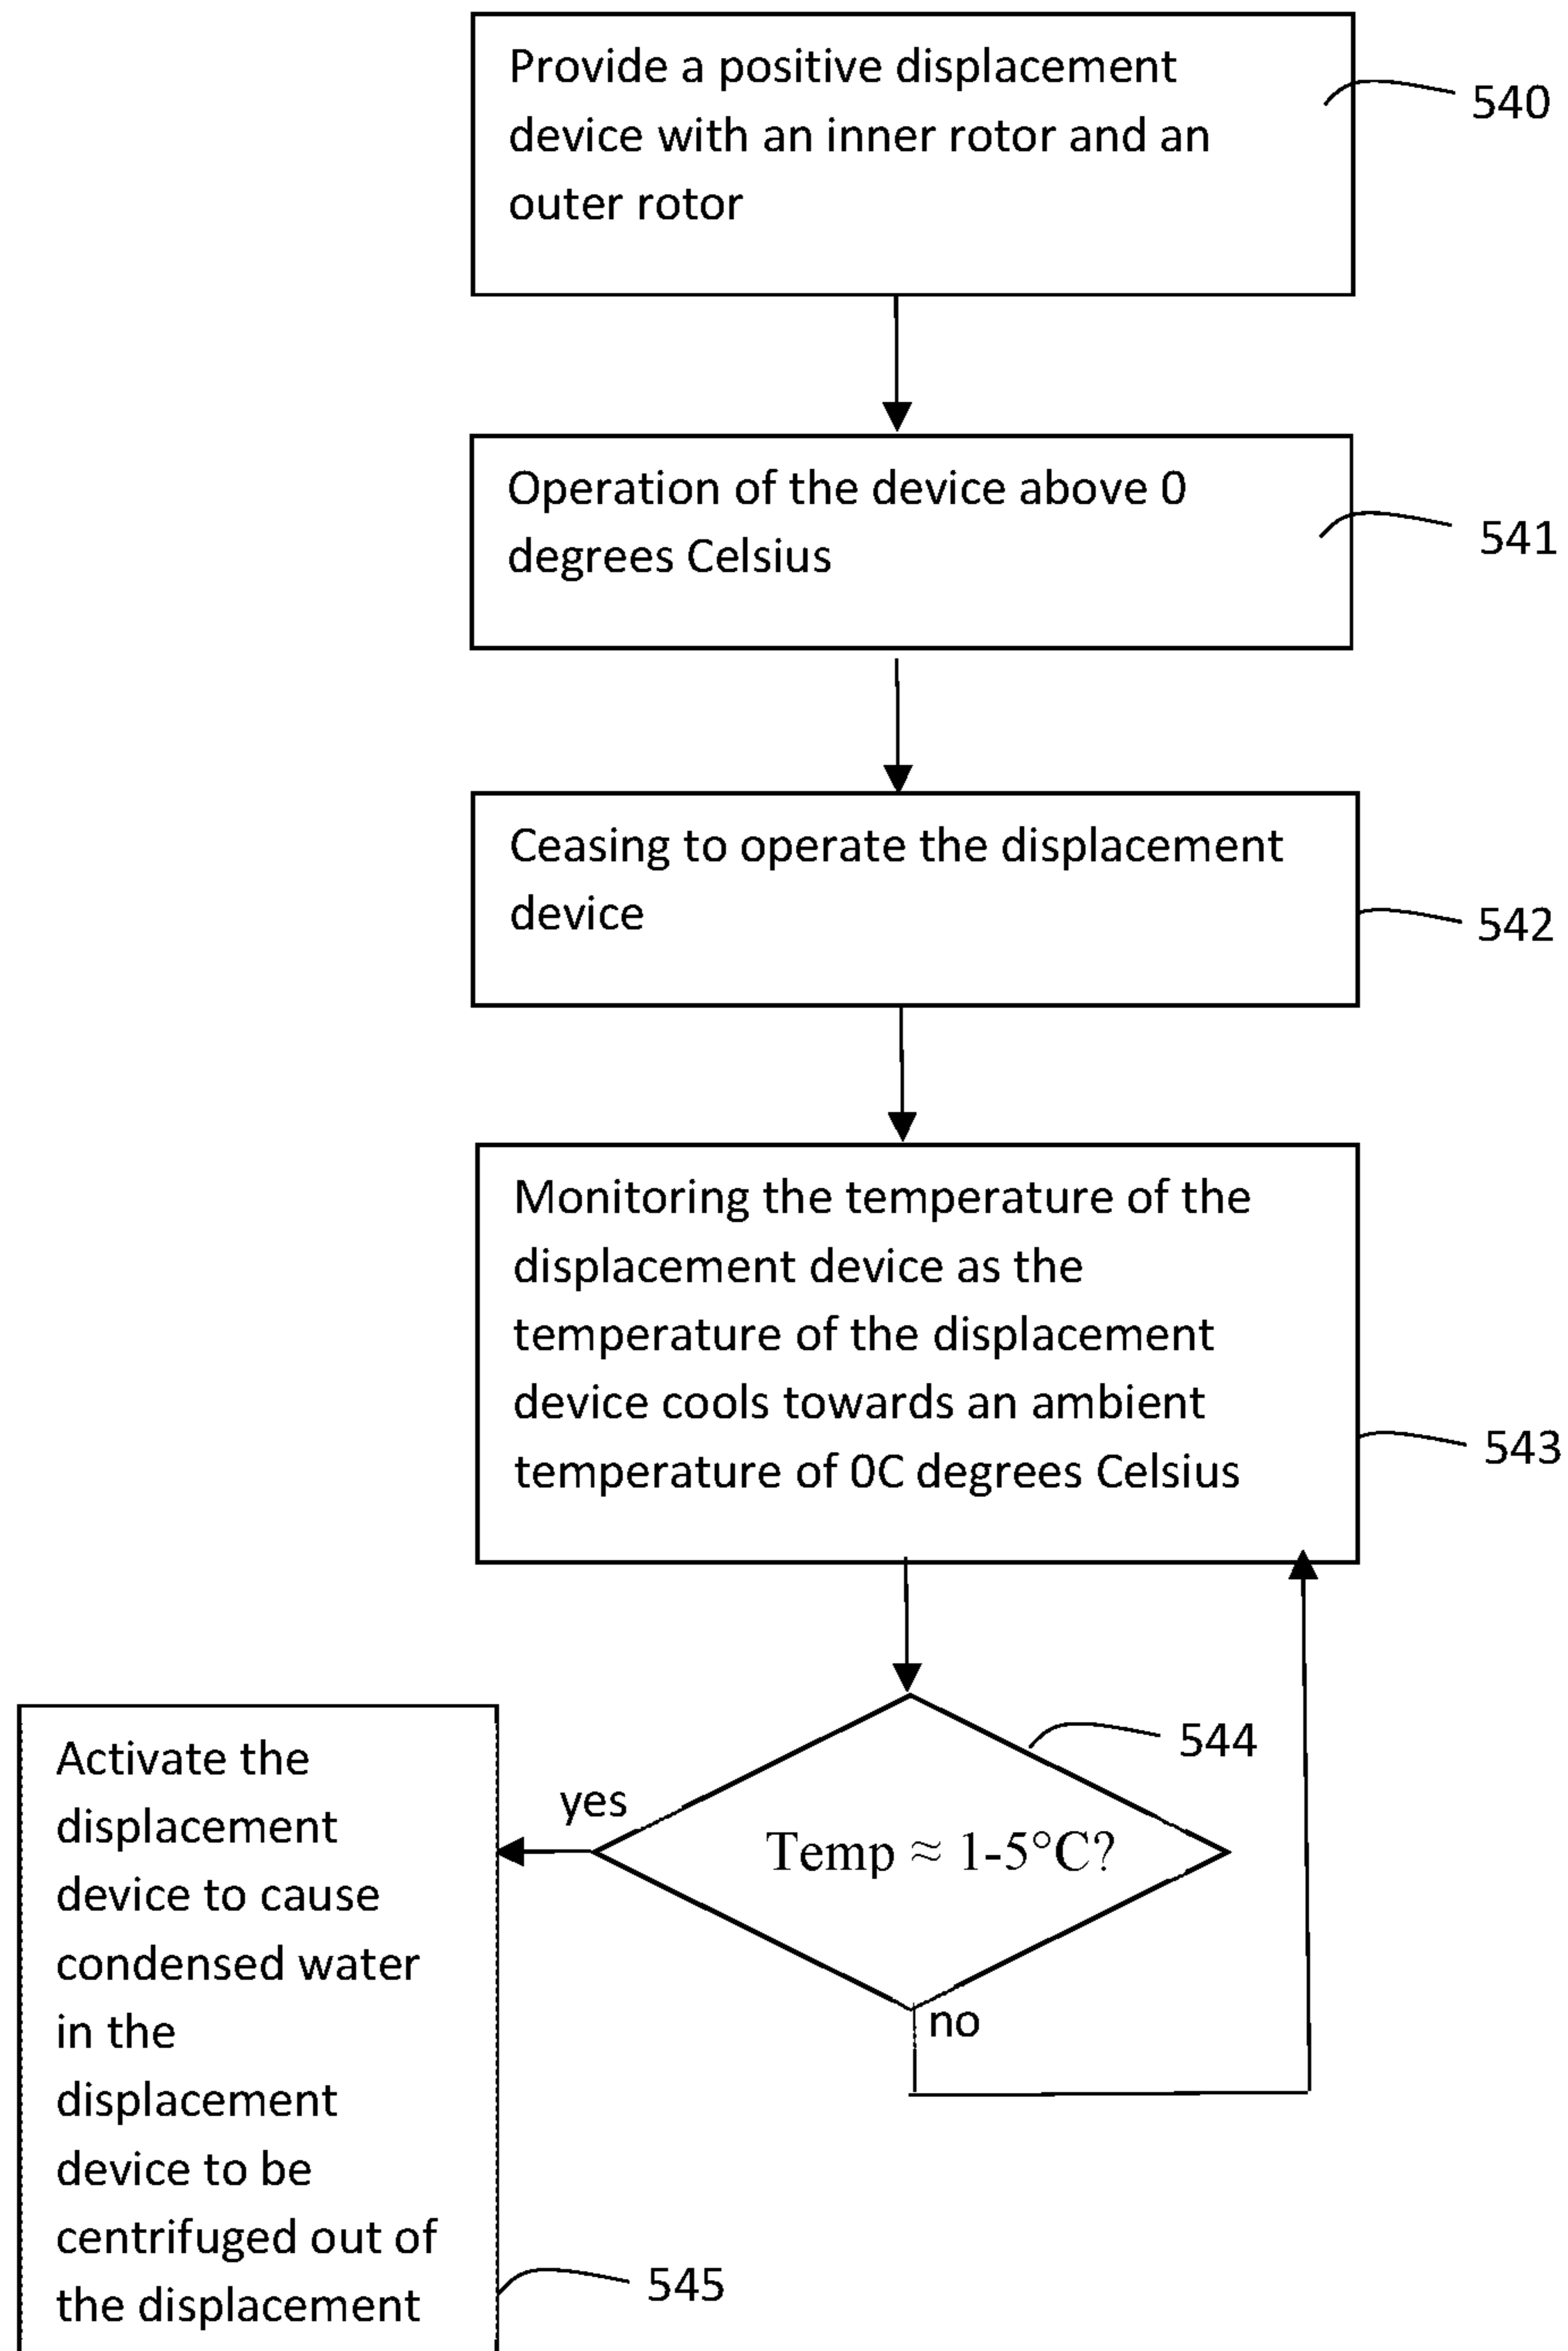 Provide a positive displacement
device with an inner rotor and an
outer rotor
540
Operation of the device above 0
degrees Celsius
541
Ceasing to operate the displacement
device
542
Monitoring the temperature of the
displacement device as the
temperature of the displacement
device cools towards an ambient
temperature of 0C degrees Celsius
543
544
Temp ≈ 1-5°C?
yes
no
Activate the
displacement
device to cause
condensed water
in the
displacement
device to be
centrifuged out of
the displacement
545